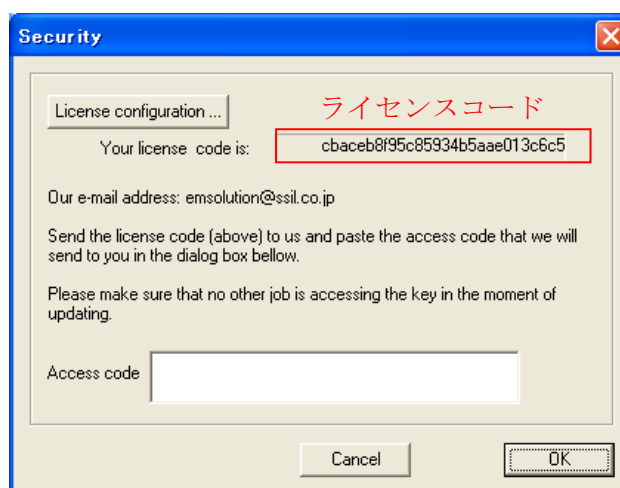 Security
License configuration ...
ライセンスコード
Your license code is:
cbaceb8f95c85934b5aae013c6c5
Our e-mail address: emsolution@ssil.co.jp
Send the license code (above) to us and paste the access code that we will
send to you in the dialog box bellow.
Please make sure that no other job is accessing the key in the moment of
updating.
Access code
Cancel
OK